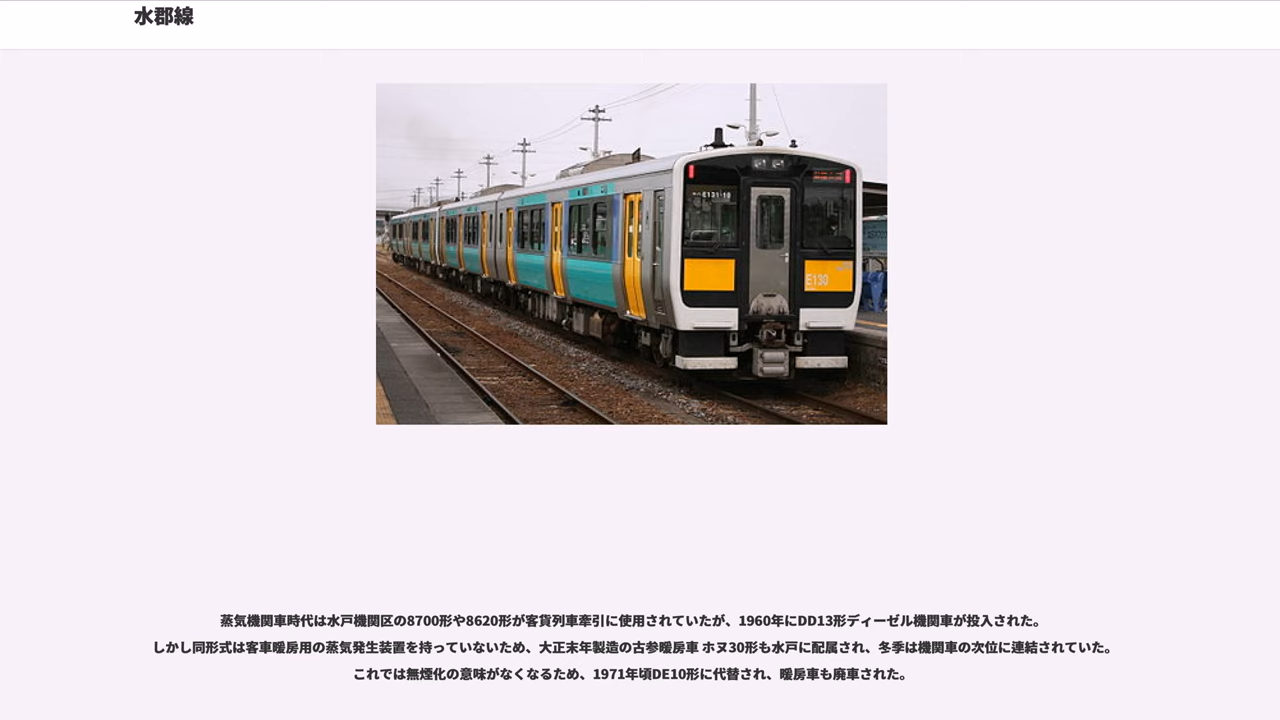 水郡線
キハE131-10
E130
蒸気機関車時代は水戸機関区の8700形や8620形が客貨列車牽引に使用されていたが、1960年にDD13形ディーゼル機関車が投入された。
しかし同形式は客車暖房用の蒸気発生装置を持っていないため、大正末年製造の古参暖房車 ホヌ30形も水戸に配属され、冬季は機関車の次位に連結されていた。
これでは無煙化の意味がなくなるため、1971年頃DE10形に代替され、暖房車も廃車された。